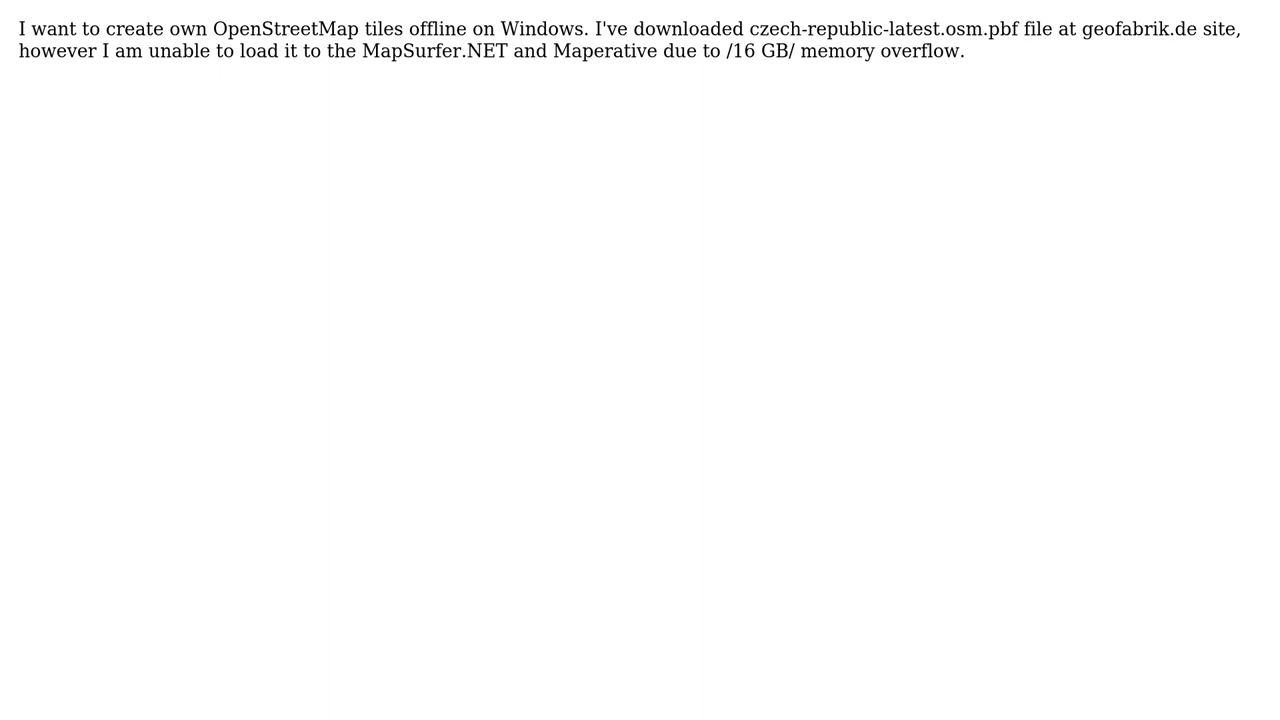 I want to create own OpenStreetMap tiles offline on Windows. I've downloaded czech-republic-latest.osm.pbf file at geofabrik.de site,
however I am unable to load it to the MapSurfer.NET and Maperative due to /16 GB/ memory overflow.